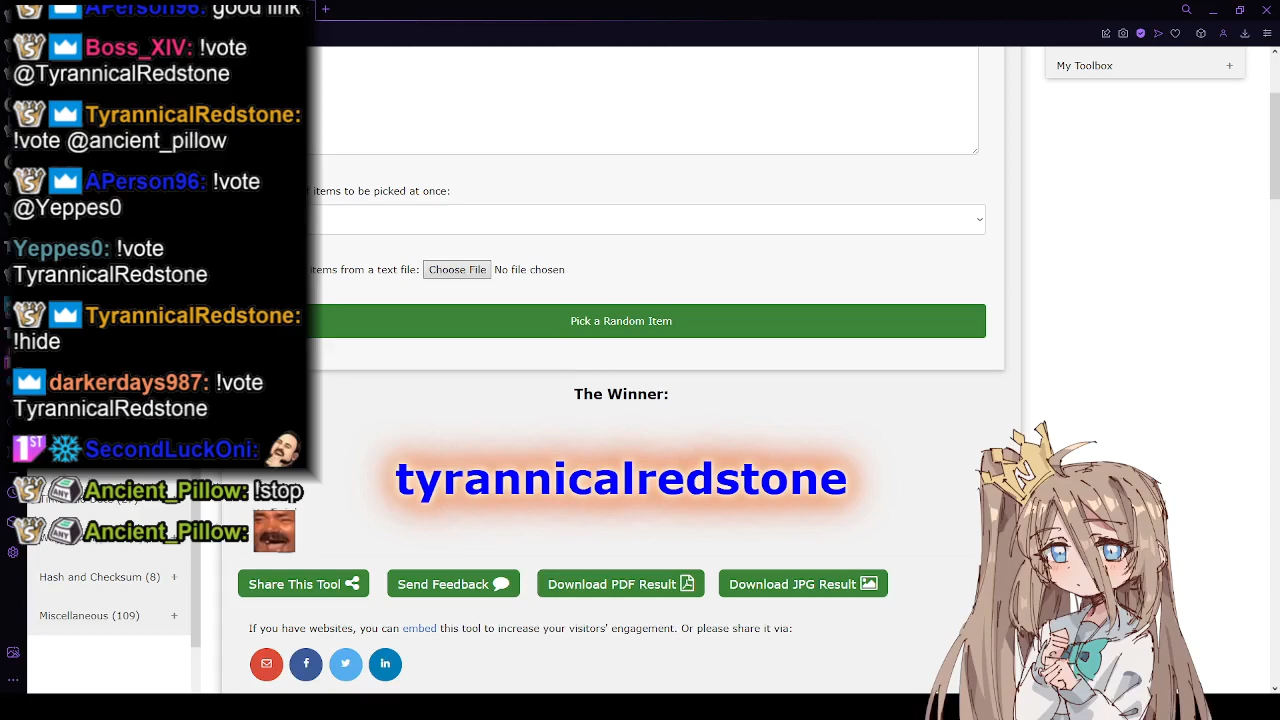 APerson96: good link
Boss_XIV: !vote
@TyrannicalRedstone
TyrannicalRedstone:
!vote @ancient_pillow
APerson96: !vote
@Yeppes0
Yeppes0: !vote
TyrannicalRedstone
TyrannicalRedstone:
!hide
darkerdays987: !vote
TyrannicalRedstone
1ST SecondLuckOni:
ANY Ancient_Pillow: !stop
ANY Ancient_Pillow:
Hash and Checksum (8) +
Miscellaneous (109) +
My Toolbox +
items to be picked at once:
items from a text file: Choose File No file chosen
Pick a Random Item
The Winner:
tyrannicalredstone
Share This Tool
Send Feedback
Download PDF Result
Download JPG Result
If you have websites, you can embed this tool to increase your visitors' engagement. Or please share it via:
N